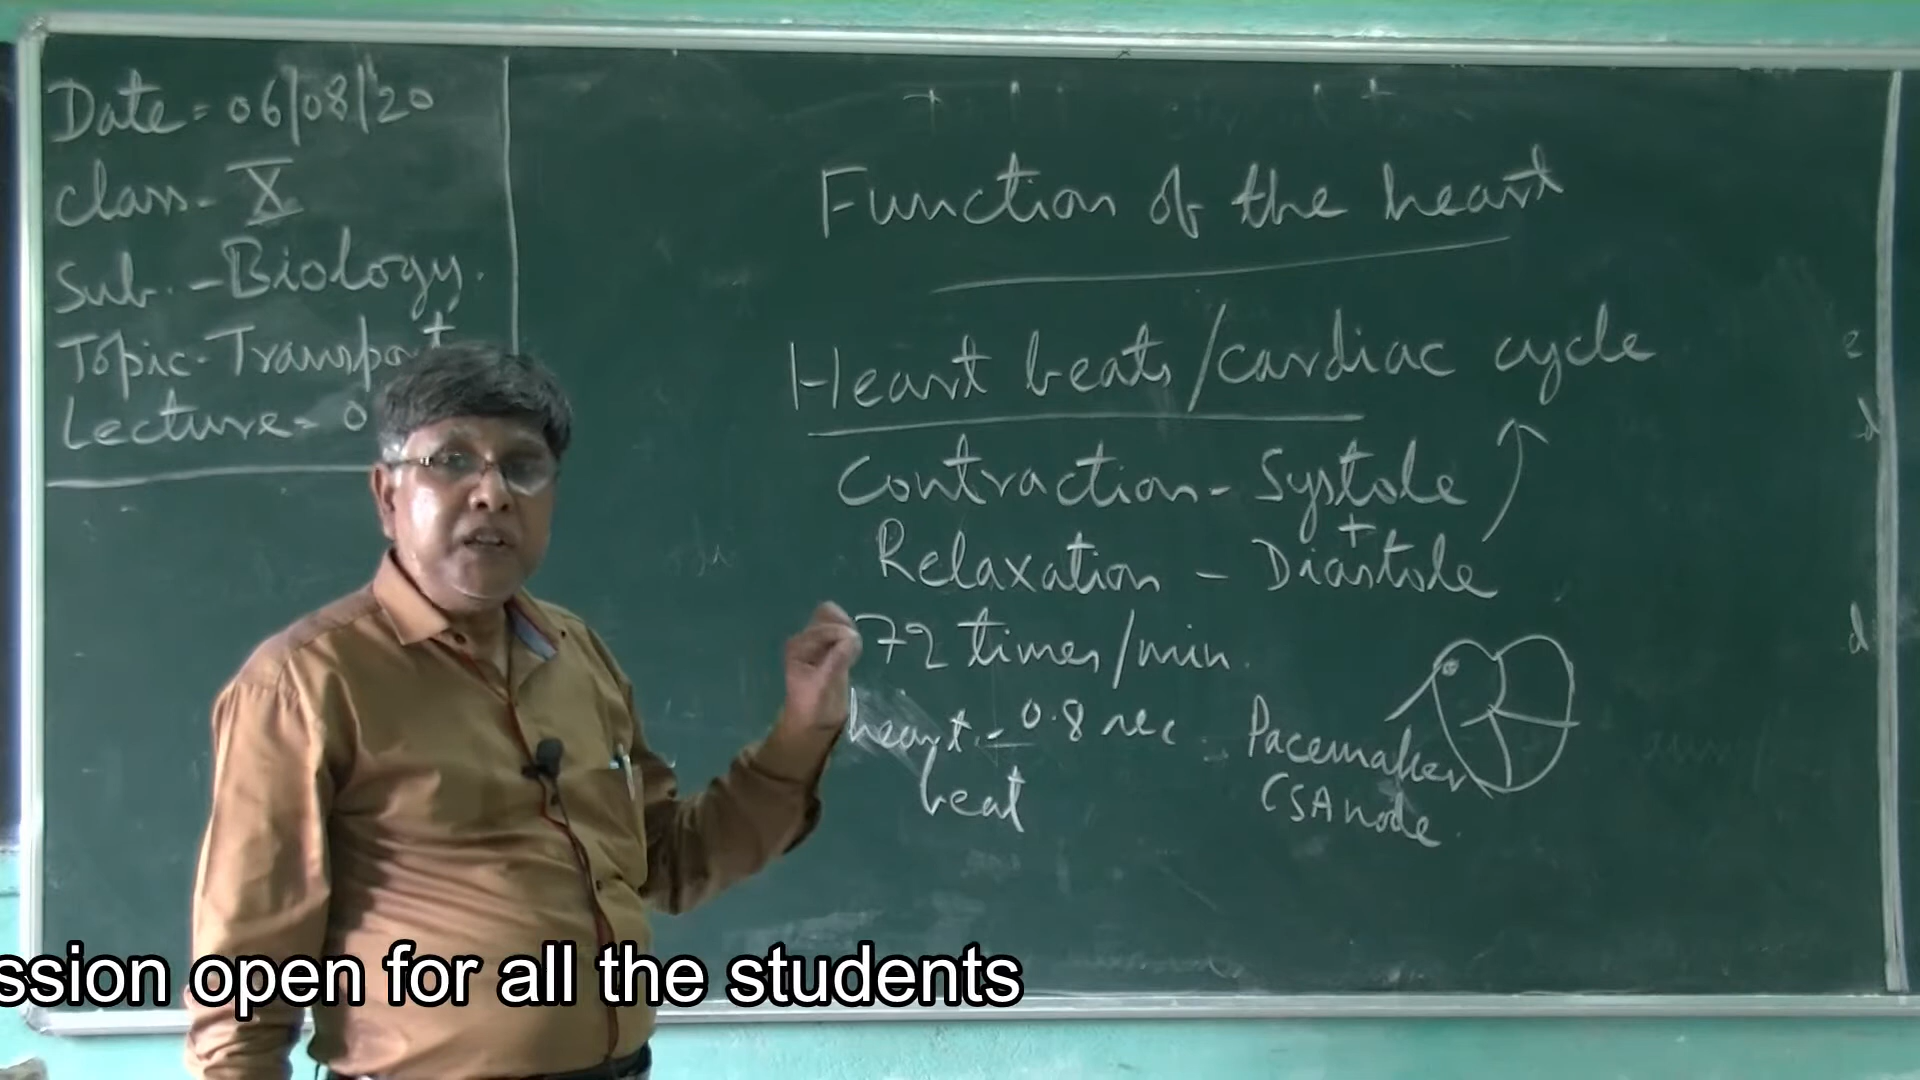 Date = 06/08/20
Class - X
Sub. - Biology.
Topic - Transport
Lecture = 0
Function of the heart
Heart beats/cardiac cycle
Contraction - Systole
+
Relaxation - Diastole
72 times/min.
heart - 0.8 sec
beat
Pacemaker
(SA node.
ssion open for all the students